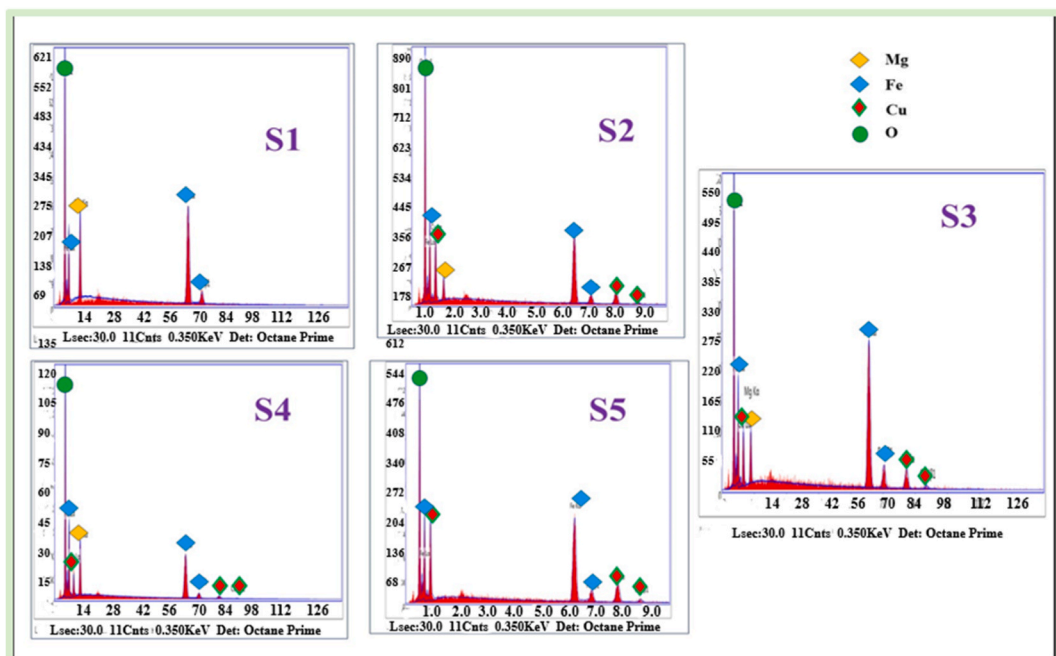 621
552
483
434
345
276
207
138
69
S1
14 28 42 56 70 84 98 112 126
Lsec:30.0 11Cnts 0.350KeV Det: Octane Prime
890
801
712
623
534
445
356
267
178
S2
1.0 2.0 3.0 4.0 5.0 6.0 7.0 8.0 9.0
Lsec:30.0 11Cnts 0.350KeV Det: Octane Prime
Mg
Fe
Cu
O
550
495
440
385
330
275
220
165
110
55
S3
Mg Ka
14 28 42 56 70 84 98 112 126
Lsec:30.0 11Cnts 0.350KeV Det: Octane Prime
135
120
105
90
75
60
45
30
15
S4
14 28 42 56 70 84 98 112 126
Lsec:30.0 11Cnts 0.350KeV Det: Octane Prime
612
544
476
408
340
272
204
136
68
S5
1.0 2.0 3.0 4.0 5.0 6.0 7.0 8.0 9.0
Lsec:30.0 11Cnts 0.350KeV Det: Octane Prime